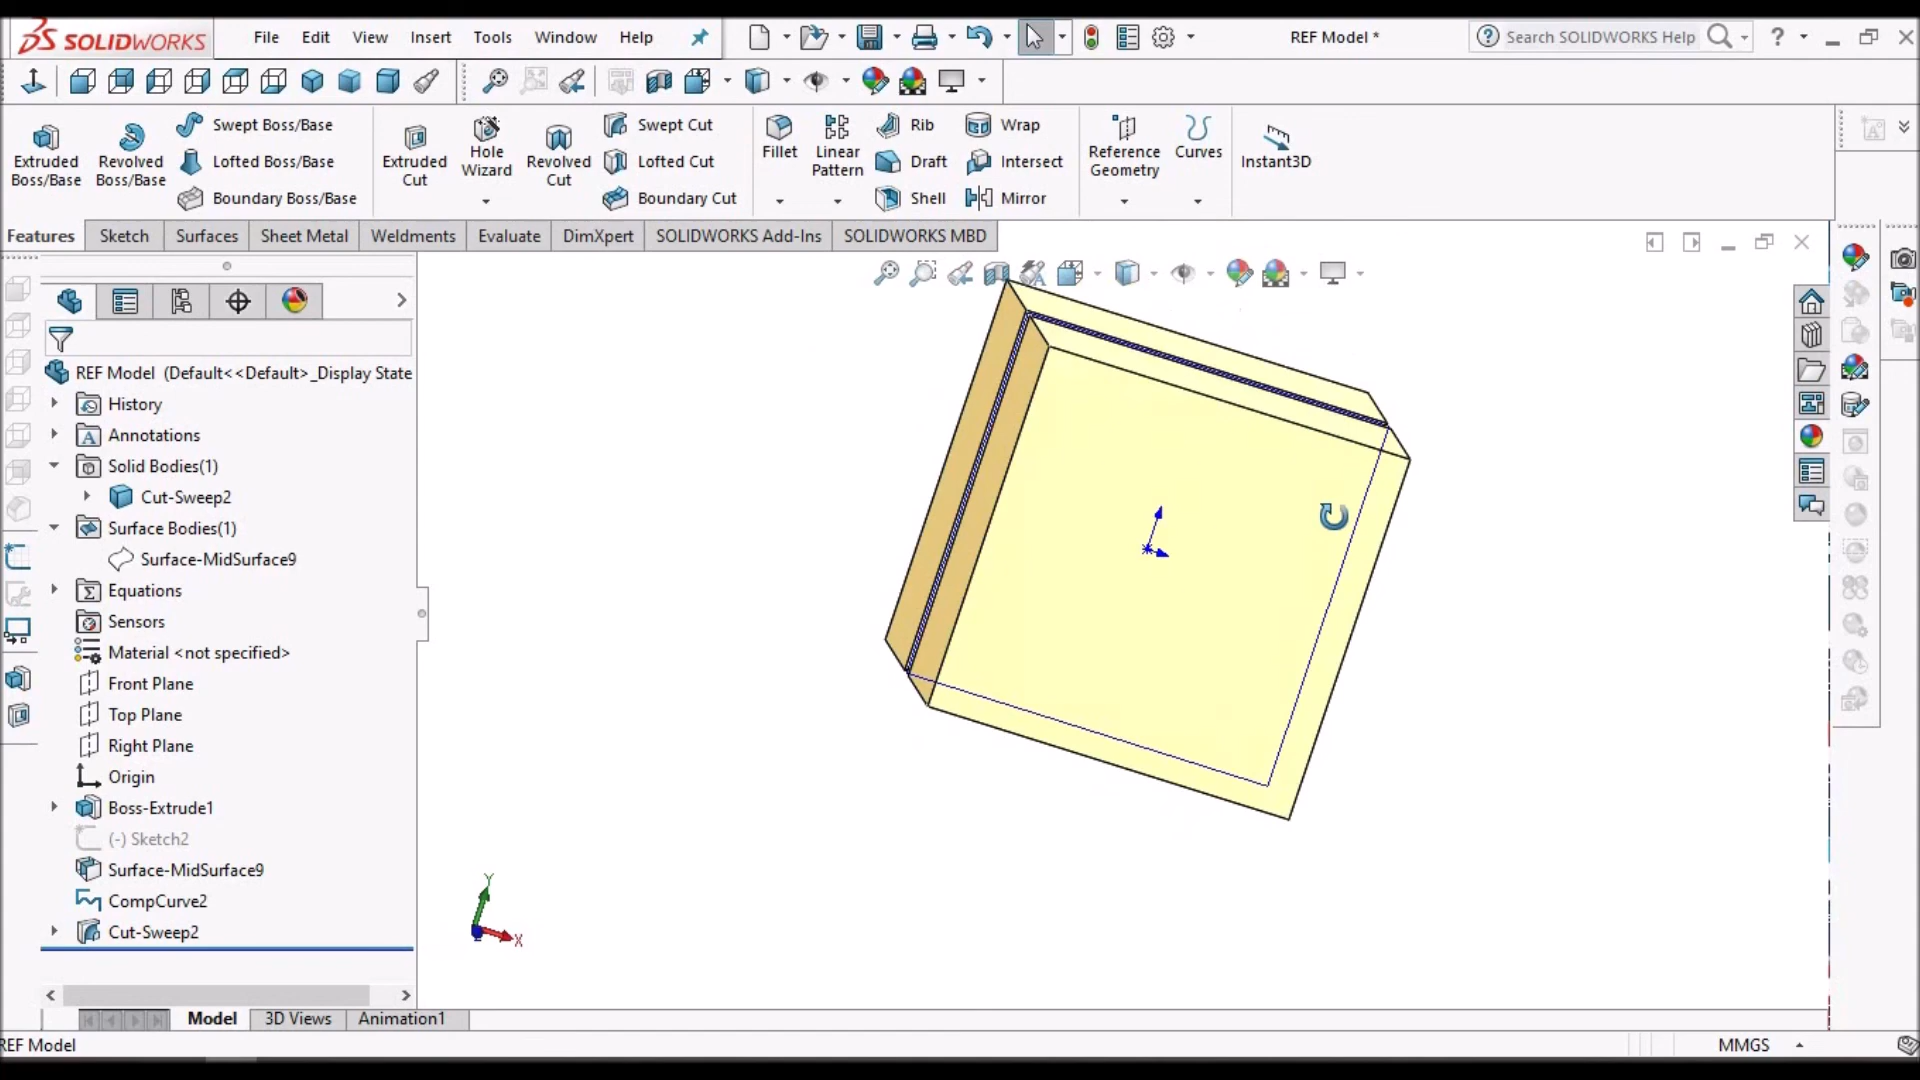 SOLIDWORKS File Edit View Insert Tools Window Help REF Model * Search SOLIDWORKS Help ?
Extruded Boss/Base
Revolved Boss/Base
Swept Boss/Base
Lofted Boss/Base
Boundary Boss/Base
Extruded Cut
Hole Wizard
Revolved Cut
Swept Cut
Lofted Cut
Boundary Cut
Fillet
Linear Pattern
Rib
Draft
Shell
Wrap
Intersect
Mirror
Reference Geometry
Curves
Instant3D
Features Sketch Surfaces Sheet Metal Weldments Evaluate DimXpert SOLIDWORKS Add-Ins SOLIDWORKS MBD
REF Model (Default<<Default>_Display State
History
Annotations
Solid Bodies(1)
Cut-Sweep2
Surface Bodies(1)
Surface-MidSurface9
Equations
Sensors
Material <not specified>
Front Plane
Top Plane
Right Plane
Origin
Boss-Extrude1
(-) Sketch2
Surface-MidSurface9
CompCurve2
Cut-Sweep2
Y
X
Model 3D Views Animation1
REF Model MMGS